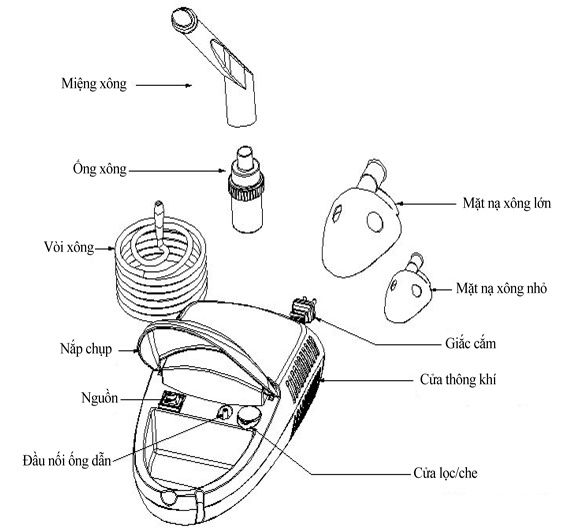 Miệng xông
Ống xông
Mặt nạ xông lớn
Vòi xông
Mặt nạ xông nhỏ
Nắp chụp
Giắc cắm
Cửa thông khí
Nguồn
Đầu nối ống dẫn
Cửa lọc/che